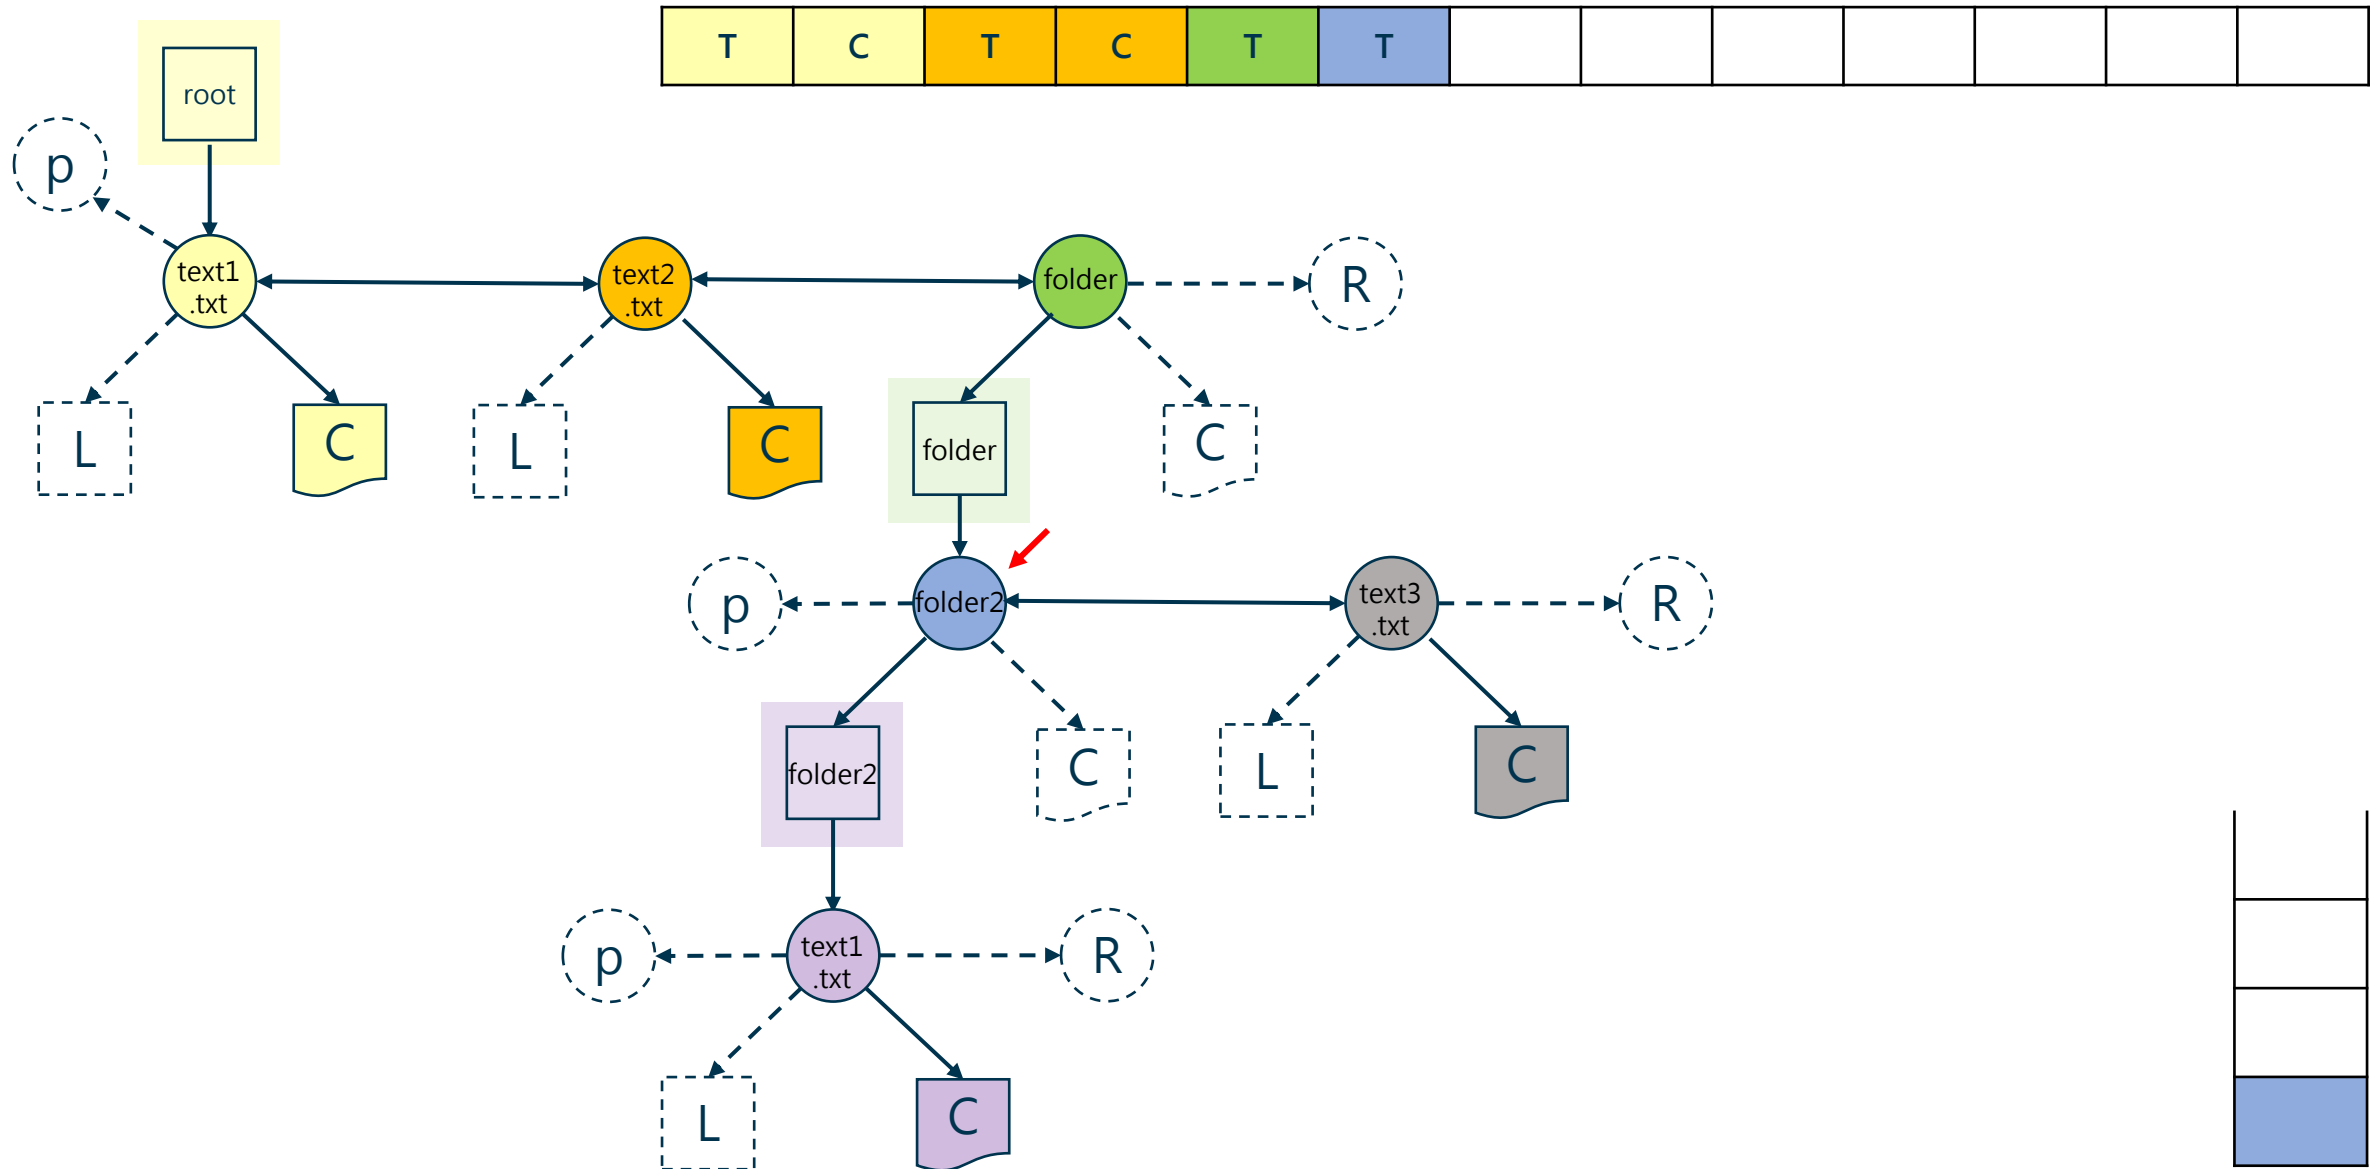 T C T C T T
root
p
text1
.txt
text2
.txt
folder
R
L
C
L
C
folder
C
p
folder2
text3
.txt
R
folder2
C
L
C
p
text1
.txt
R
L
C